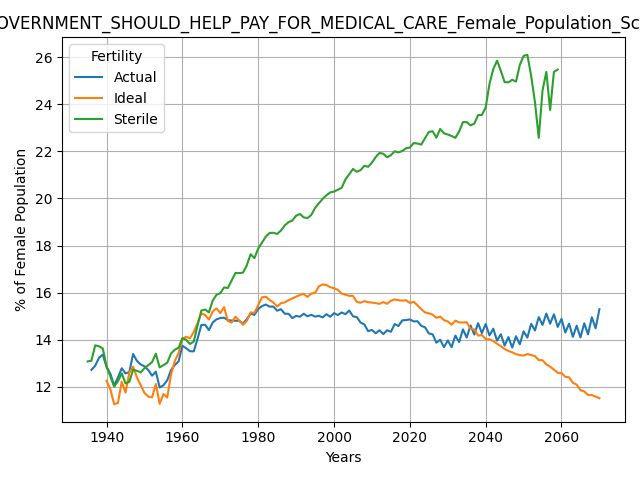 OVERNMENT_SHOULD_HELP_PAY_FOR_MEDICAL_CARE_Female_Population_Sc
Fertility
Actual
Ideal
Sterile
% of Female Population
26
24
22
20
18
16
14
12
1940 1960 1980 2000 2020 2040 2060
Years